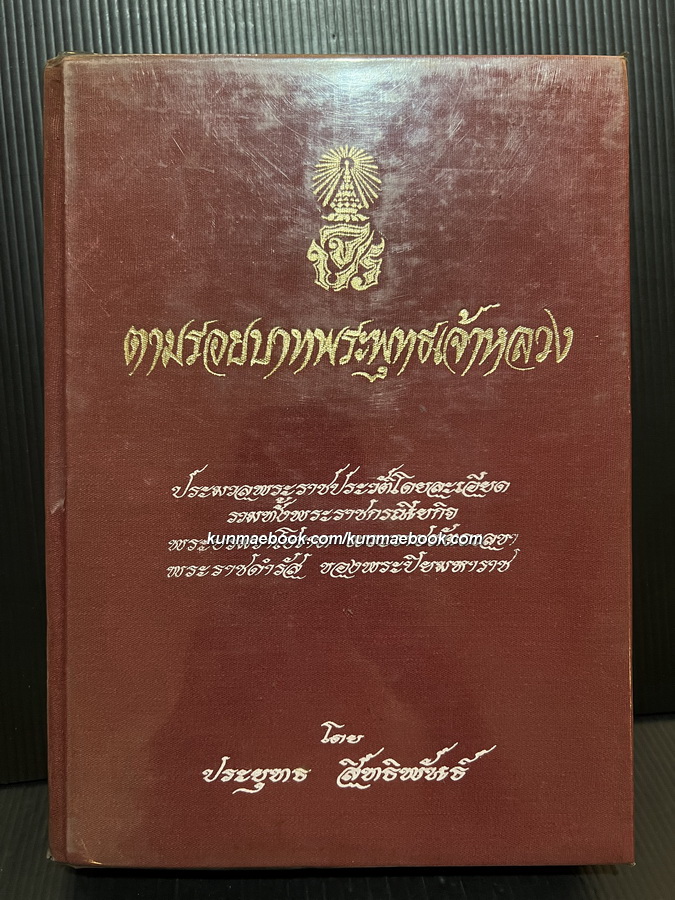 ตามรอยบาทพระพุทธเจ้าหลวง
ประมวลพระราชประวัติโดยละเอียด
รวมทั้งพระราชกรณียกิจ
kunmaebook.com/kunmaebook.com/
พระราชดำรัส ของพระปิยมหาราช
โดย
ประยุทธ สิทธิพันธ์